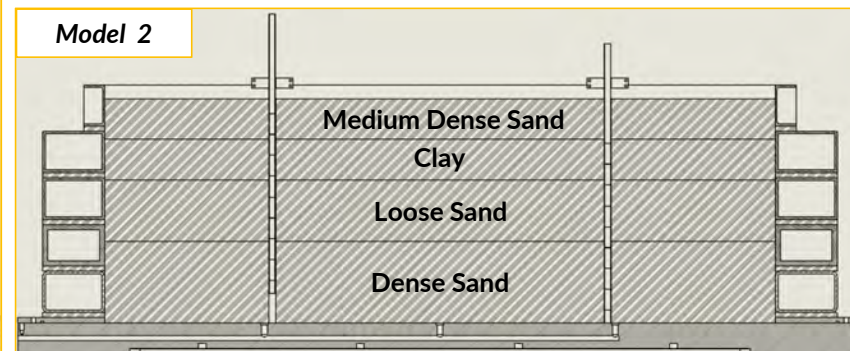 Model 2
Medium Dense Sand
Clay
Loose Sand
Dense Sand